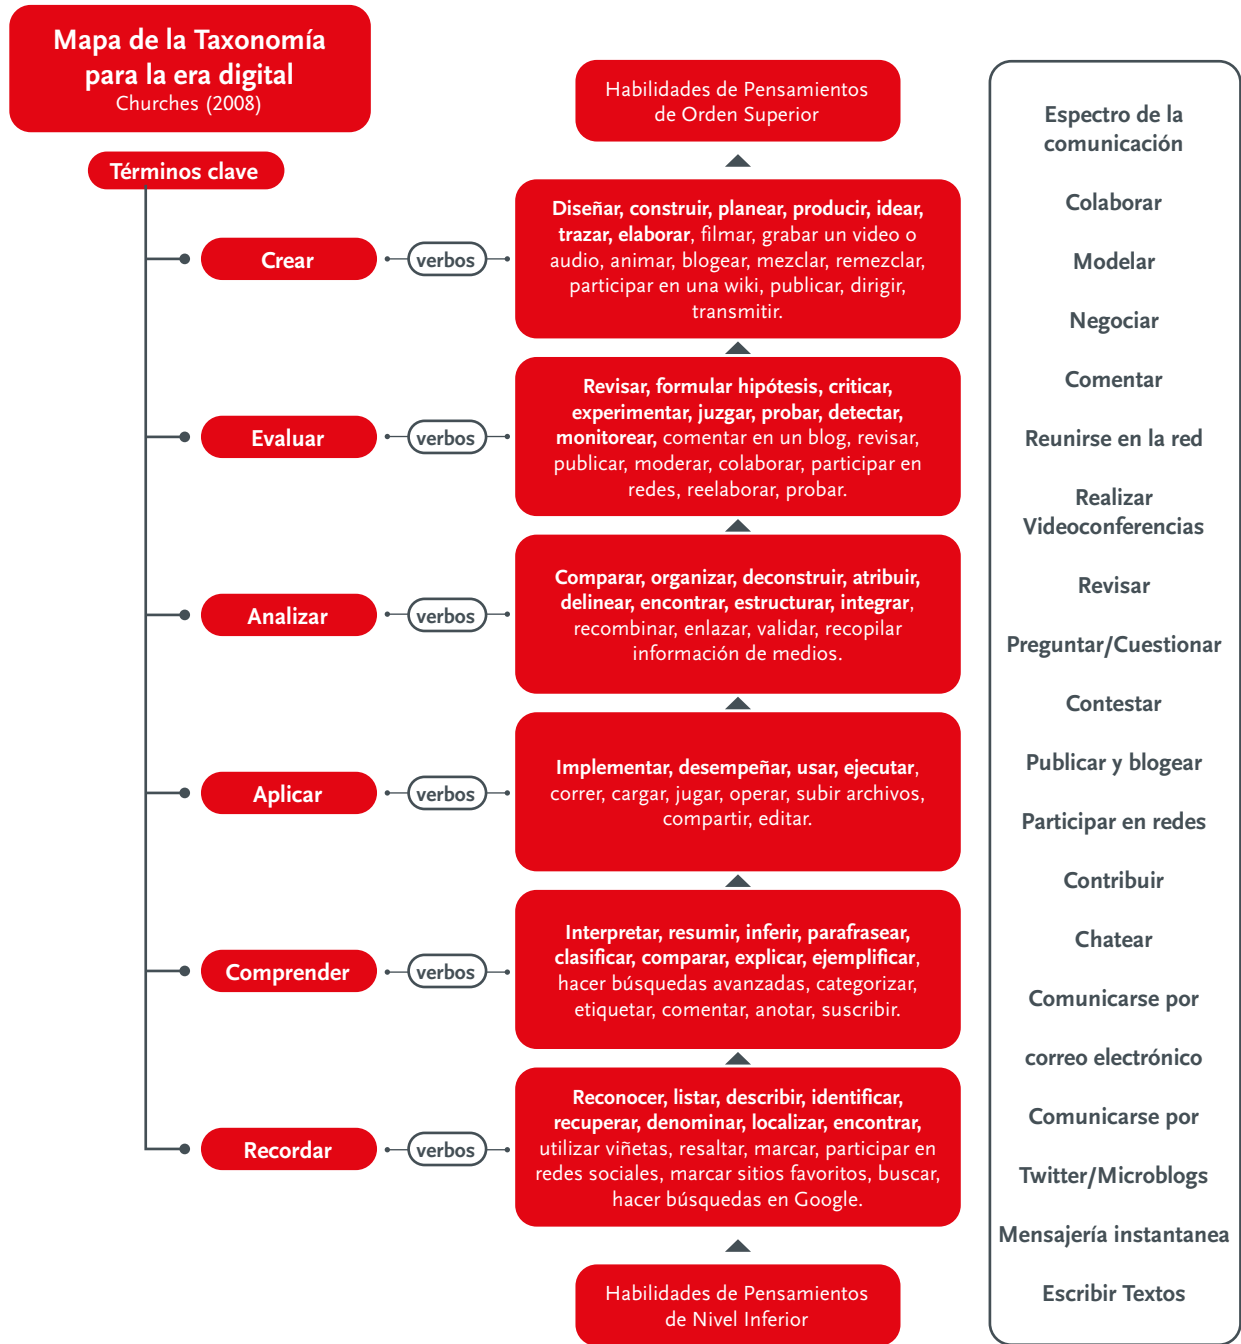 Mapa de la Taxonomía
para la era digital
Churches (2008)
Términos clave
Habilidades de Pensamientos
de Orden Superior
Crear
verbos
Diseñar, construir, planear, producir, idear,
trazar, elaborar, filmar, grabar un video o
audio, animar, blogear, mezclar, remezclar,
participar en una wiki, publicar, dirigir,
transmitir.
Evaluar
verbos
Revisar, formular hipótesis, criticar,
experimentar, juzgar, probar, detectar,
monitorear, comentar en un blog, revisar,
publicar, moderar, colaborar, participar en
redes, reelaborar, probar.
Analizar
verbos
Comparar, organizar, deconstruir, atribuir,
delinear, encontrar, estructurar, integrar,
recombinar, enlazar, validar, recopilar
información de medios.
Aplicar
verbos
Implementar, desempeñar, usar, ejecutar,
correr, cargar, jugar, operar, subir archivos,
compartir, editar.
Comprender
verbos
Interpretar, resumir, inferir, parafrasear,
clasificar, comparar, explicar, ejemplificar,
hacer búsquedas avanzadas, categorizar,
etiquetar, comentar, anotar, suscribir.
Recordar
verbos
Reconocer, listar, describir, identificar,
recuperar, denominar, localizar, encontrar,
utilizar viñetas, resaltar, marcar, participar en
redes sociales, marcar sitios favoritos, buscar,
hacer búsquedas en Google.
Habilidades de Pensamientos
de Nivel Inferior
Espectro de la
comunicación
Colaborar
Modelar
Negociar
Comentar
Reunirse en la red
Realizar
Videoconferencias
Revisar
Preguntar/Cuestionar
Contestar
Publicar y blogear
Participar en redes
Contribuir
Chatear
Comunicarse por
correo electrónico
Comunicarse por
Twitter/Microblogs
Mensajería instantanea
Escribir Textos